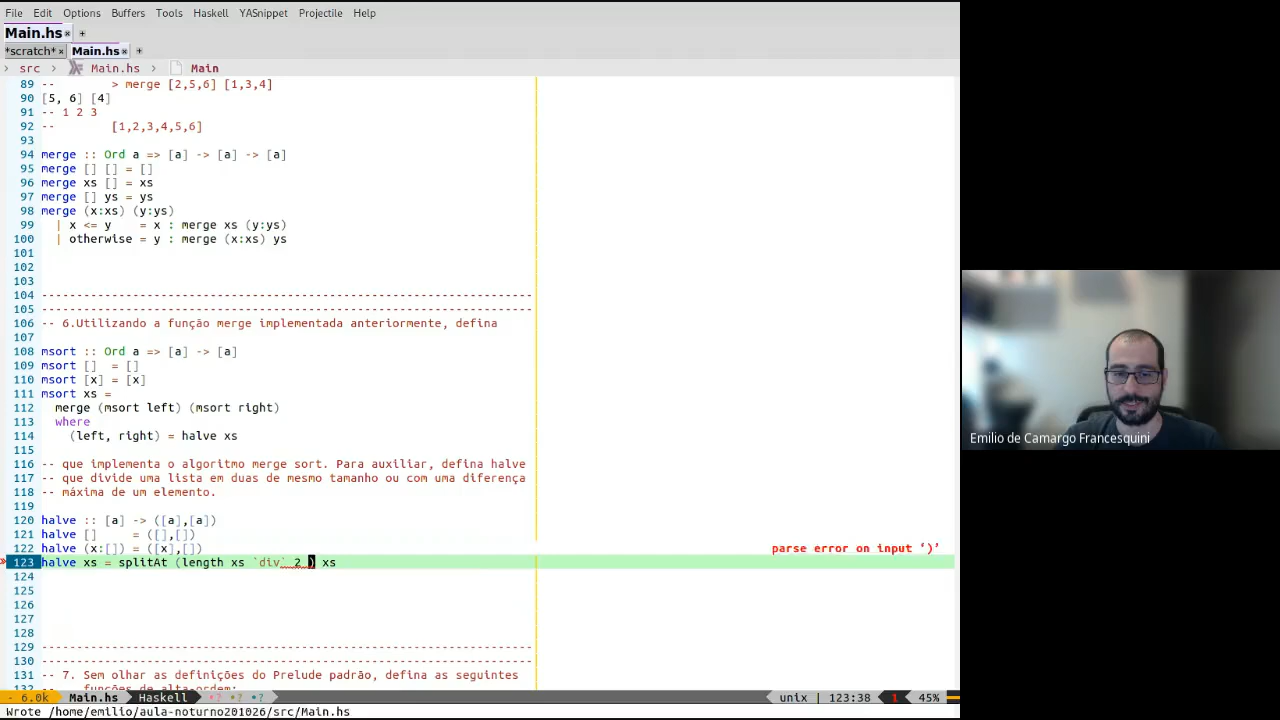 File Edit Options Buffers Tools Haskell YASnippet Projectile Help
Main.hs × +
*scratch* × Main.hs × +
> src > Main.hs > Main
89 --        > merge [2,5,6] [1,3,4]
90 [5, 6] [4]
91 -- 1 2 3
92 --        [1,2,3,4,5,6]
93
94 merge :: Ord a => [a] -> [a] -> [a]
95 merge [] [] = []
96 merge xs [] = xs
97 merge [] ys = ys
98 merge (x:xs) (y:ys)
99   | x <= y    = x : merge xs (y:ys)
100   | otherwise = y : merge (x:xs) ys
101
102
103
104 ----------------------------------------------------------------------
105 ----------------------------------------------------------------------
106 -- 6.Utilizando a função merge implementada anteriormente, defina
107
108 msort :: Ord a => [a] -> [a]
109 msort []  = []
110 msort [x] = [x]
111 msort xs =
112   merge (msort left) (msort right)
113   where
114     (left, right) = halve xs
115
116 -- que implementa o algoritmo merge sort. Para auxiliar, defina halve
117 -- que divide uma lista em duas de mesmo tamanho ou com uma diferença
118 -- máxima de um elemento.
119
120 halve :: [a] -> ([a],[a])
121 halve []     = ([],[])
122 halve (x:[]) = ([x],[]) parse error on input ‘)’
123 halve xs = splitAt (length xs `div` 2 ) xs
124
125
126
127
128
129 ----------------------------------------------------------------------
130 ----------------------------------------------------------------------
131 -- 7. Sem olhar as definições do Prelude padrão, defina as seguintes
132 -- funções de alta-ordem:
- 6.0k Main.hs Haskell •? •? •? unix | 123:38 1 45%
Wrote /home/emilio/aula-noturno201026/src/Main.hs
Emilio de Camargo Francesquini